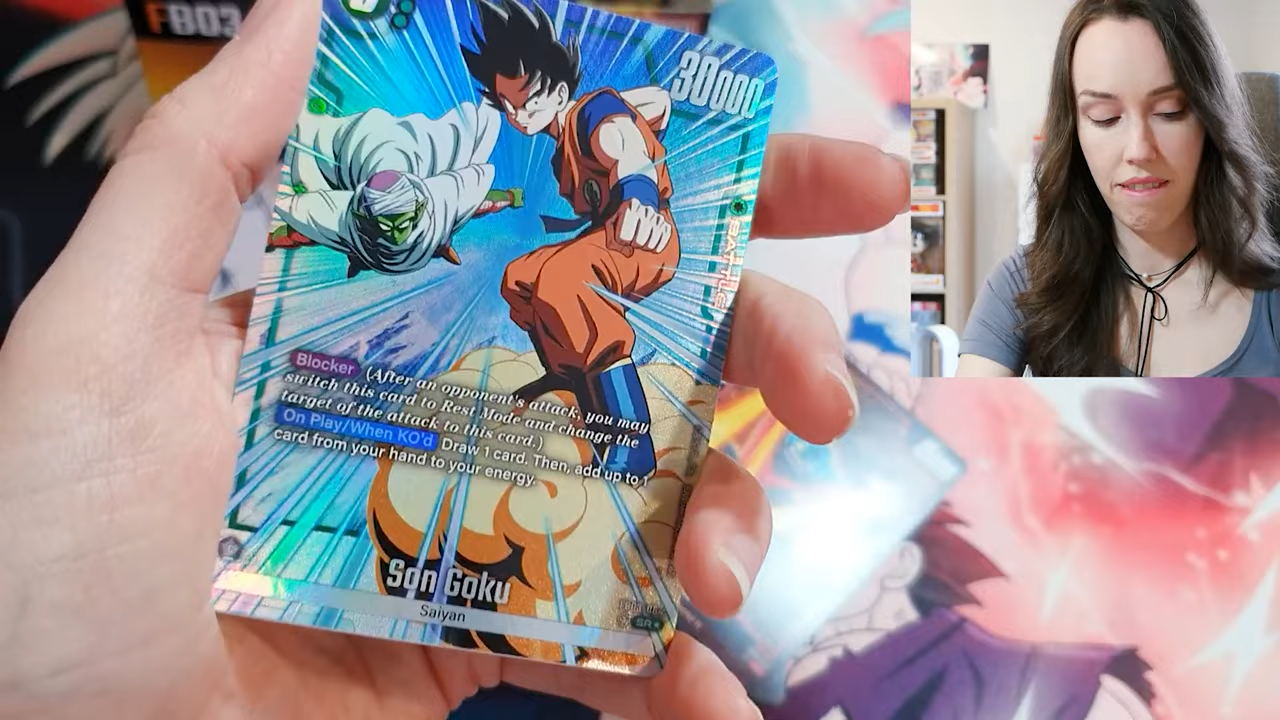 FB03
30000
BATTLE
Blocker (After an opponent's attack, you may
switch this card to Rest Mode and change the
target of the attack to this card.)
On Play/When KO'd Draw 1 card. Then, add up to 1
card from your hand to your energy.
Son Goku
Saiyan
SR★